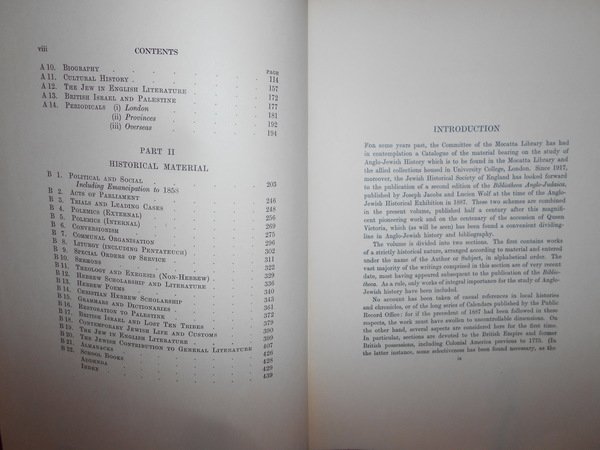 viii CONTENTS
PAGE
A 10. BIOGRAPHY 114
A 11. CULTURAL HISTORY 157
A 12. THE JEW IN ENGLISH LITERATURE 172
A 13. BRITISH ISRAEL AND PALESTINE 177
A 14. PERIODICALS (i) London 181
(ii) Provinces 192
(iii) Overseas 194
PART II
HISTORICAL MATERIAL
B 1. POLITICAL AND SOCIAL
Including Emancipation to 1858 203
B 2. ACTS OF PARLIAMENT 246
B 3. TRIALS AND LEADING CASES 248
B 4. POLEMICS (EXTERNAL) 256
B 5. POLEMICS (INTERNAL) 269
B 6. CONVERSIONISM 275
B 7. COMMUNAL ORGANISATION 296
B 8. LITURGY (INCLUDING PENTATEUCH) 302
B 9. SPECIAL ORDERS OF SERVICE 311
B 10. SERMONS 322
B 11. THEOLOGY AND EXEGESIS (NON-HEBREW)
B 12. HEBREW SCHOLARSHIP AND LITERATURE 336
B 13. HEBREW POEMS 340
B 14. CHRISTIAN HEBREW SCHOLARSHIP 343
B 15. GRAMMARS AND DICTIONARIES 361
B 16. RESTORATION TO PALESTINE 367
B 17. BRITISH ISRAEL AND LOST TEN TRIBES 373
B 18. CONTEMPORARY JEWISH LIFE AND CUSTOMS 380
B 19. THE JEW IN ENGLISH LITERATURE 390
B 20. THE JEWISH CONTRIBUTION TO GENERAL LITERATURE 399
B 21. ALMANACKS 407
B 22. SCHOOL BOOKS 426
ADDENDA 428
INDEX 439
INTRODUCTION
FOR some years past, the Committee of the Mocatta Library has had
in contemplation a Catalogue of the material bearing on the study of
Anglo-Jewish History which is to be found in the Mocatta Library and
the allied collections housed in University College, London. Since 1917,
moreover, the Jewish Historical Society of England has looked forward
to the publication of a second edition of the Bibliotheca Anglo-Judaica,
published by Joseph Jacobs and Lucien Wolf at the time of the Anglo-
Jewish Historical Exhibition in 1887. These two schemes are combined
in the present volume, published half a century after this magnifi-
cent pioneering work and on the centenary of the accession of Queen
Victoria, which (as will be seen) has been found a convenient dividing-
line in Anglo-Jewish history and bibliography.
The volume is divided into two sections. The first contains works
of a strictly historical nature, arranged according to material and entered
under the name of the Author or Subject, in alphabetical order. The
vast majority of the writings comprised in this section are of very recent
date, most having appeared subsequent to the publication of the Biblio-
theca. As a rule, only works of integral importance for the study of Anglo-
Jewish history have been included.
No account has been taken of casual references in local histories
and chronicles, or of the long series of Calendars published by the Public
Record Office; for if the precedent of 1887 had been followed in these
respects, the work must have swollen to uncontrollable dimensions. On
the other hand, several aspects are considered here for the first time.
In particular, sections are devoted to the British Empire and former
British possessions, including Colonial America previous to 1775. (In
the latter instance, some selectiveness has been found necessary, as the
ix